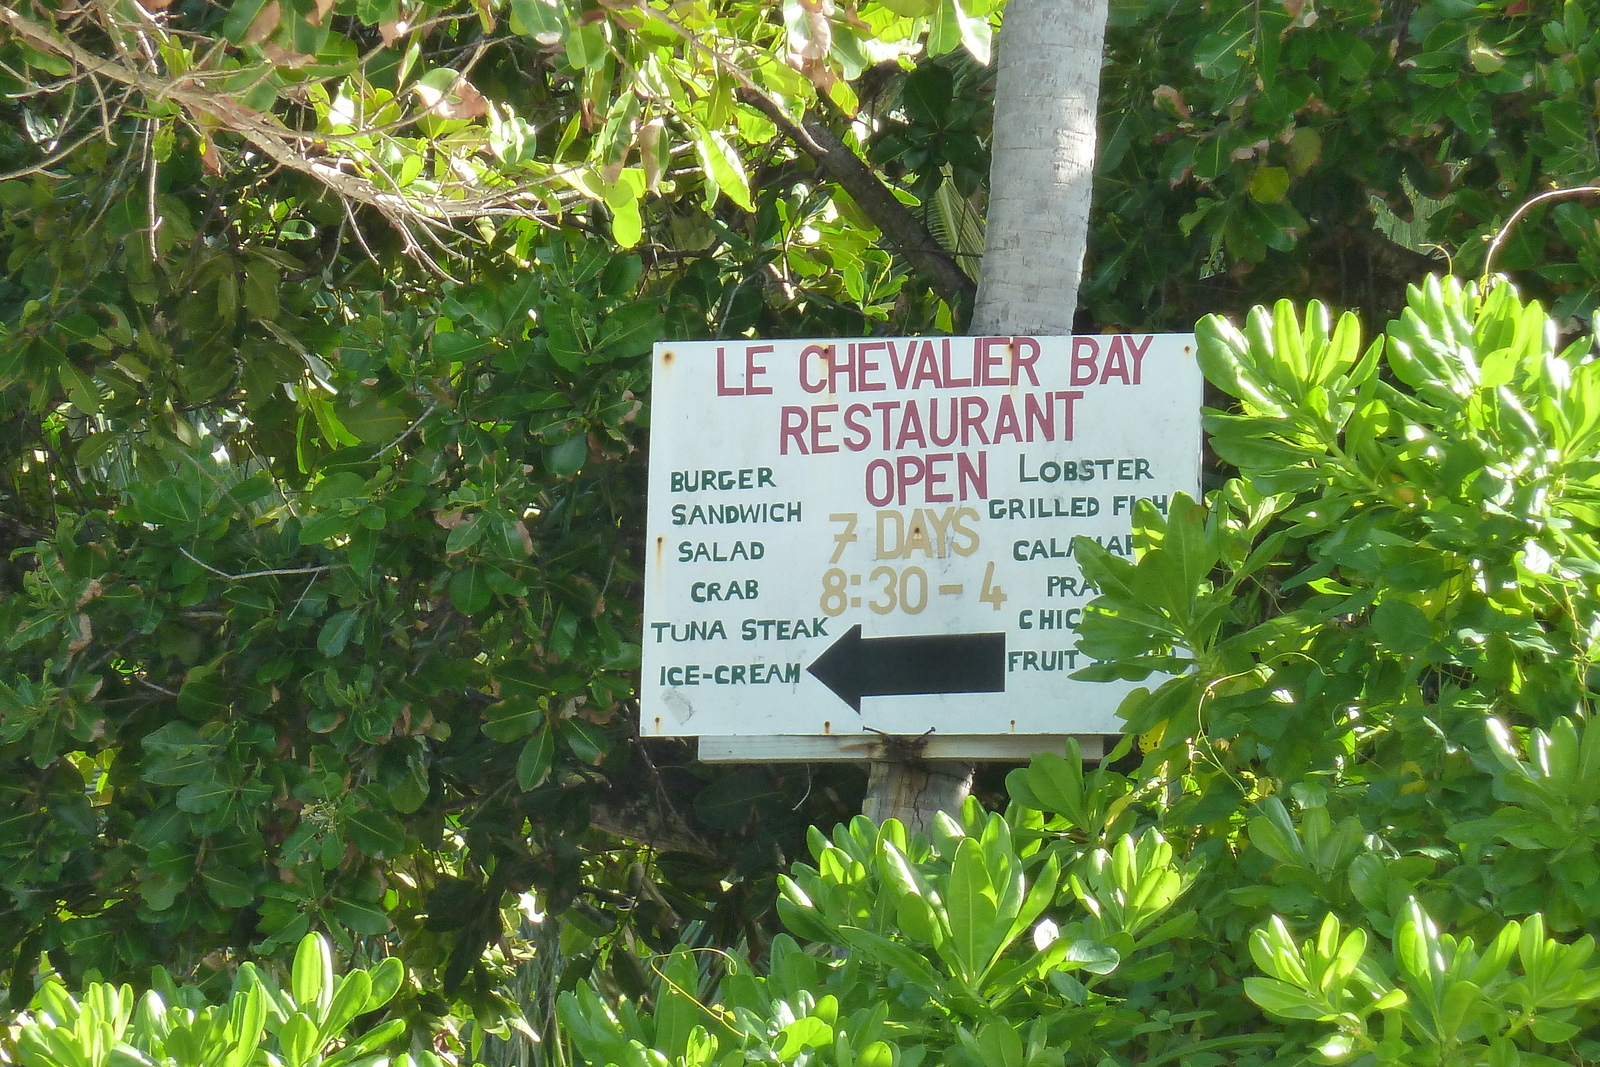 LE CHEVALIER BAY
RESTAURANT
OPEN
7 DAYS
8:30 - 4
BURGER
SANDWICH
SALAD
CRAB
TUNA STEAK
ICE-CREAM
LOBSTER
GRILLED FISH
FRUIT